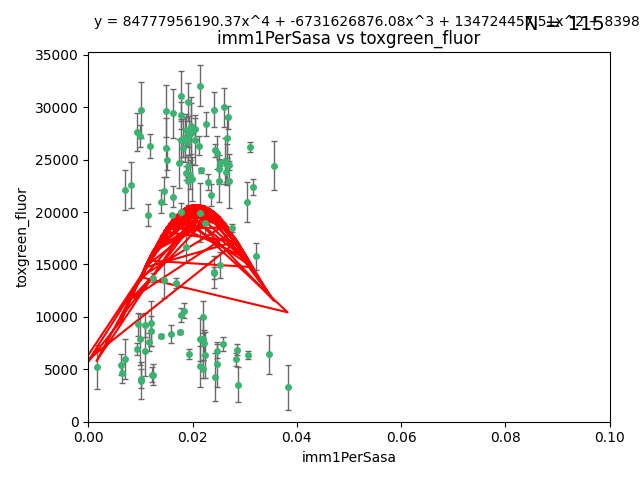 y = 84777956190.37x^4 + -6731626876.08x^3 + 134724457.51x^2 + 8398
N = 115
imm1PerSasa vs toxgreen_fluor
35000
30000
25000
20000
15000
10000
5000
0
toxgreen_fluor
0.00 0.02 0.04 0.06 0.08 0.10
imm1PerSasa